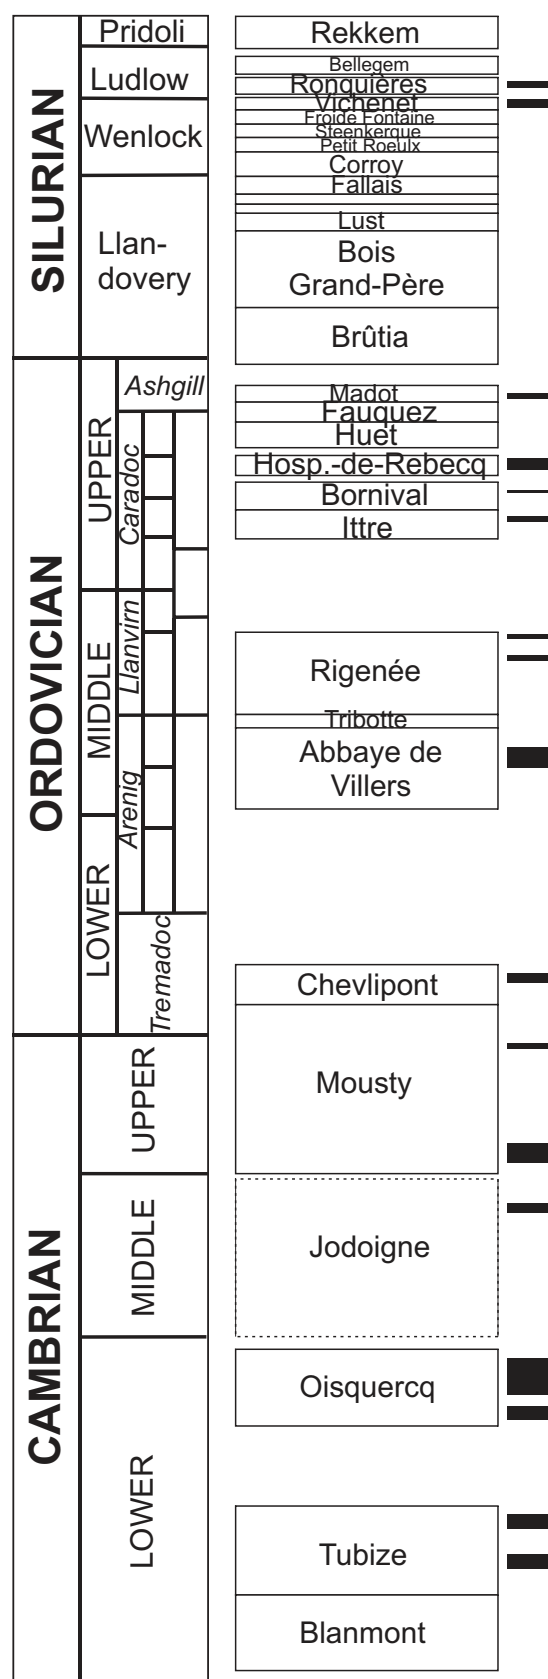 SILURIAN
Pridoli
Ludlow
Wenlock
Llan-
dovery
ORDOVICIAN
UPPER
MIDDLE
LOWER
Ashgill
Caradoc
Llanvirn
Arenig
Tremadoc
CAMBRIAN
UPPER
MIDDLE
LOWER
Rekkem
Bellegem
Ronquières
Vichenet
Froide Fontaine
Steenkerque
Petit Roeulx
Corroy
Fallais
Lust
Bois
Grand-Père
Brûtia
Madot
Fauquez
Huet
Hosp.-de-Rebecq
Bornival
Ittre
Rigenée
Tribotte
Abbaye de
Villers
Chevlipont
Mousty
Jodoigne
Oisquercq
Tubize
Blanmont